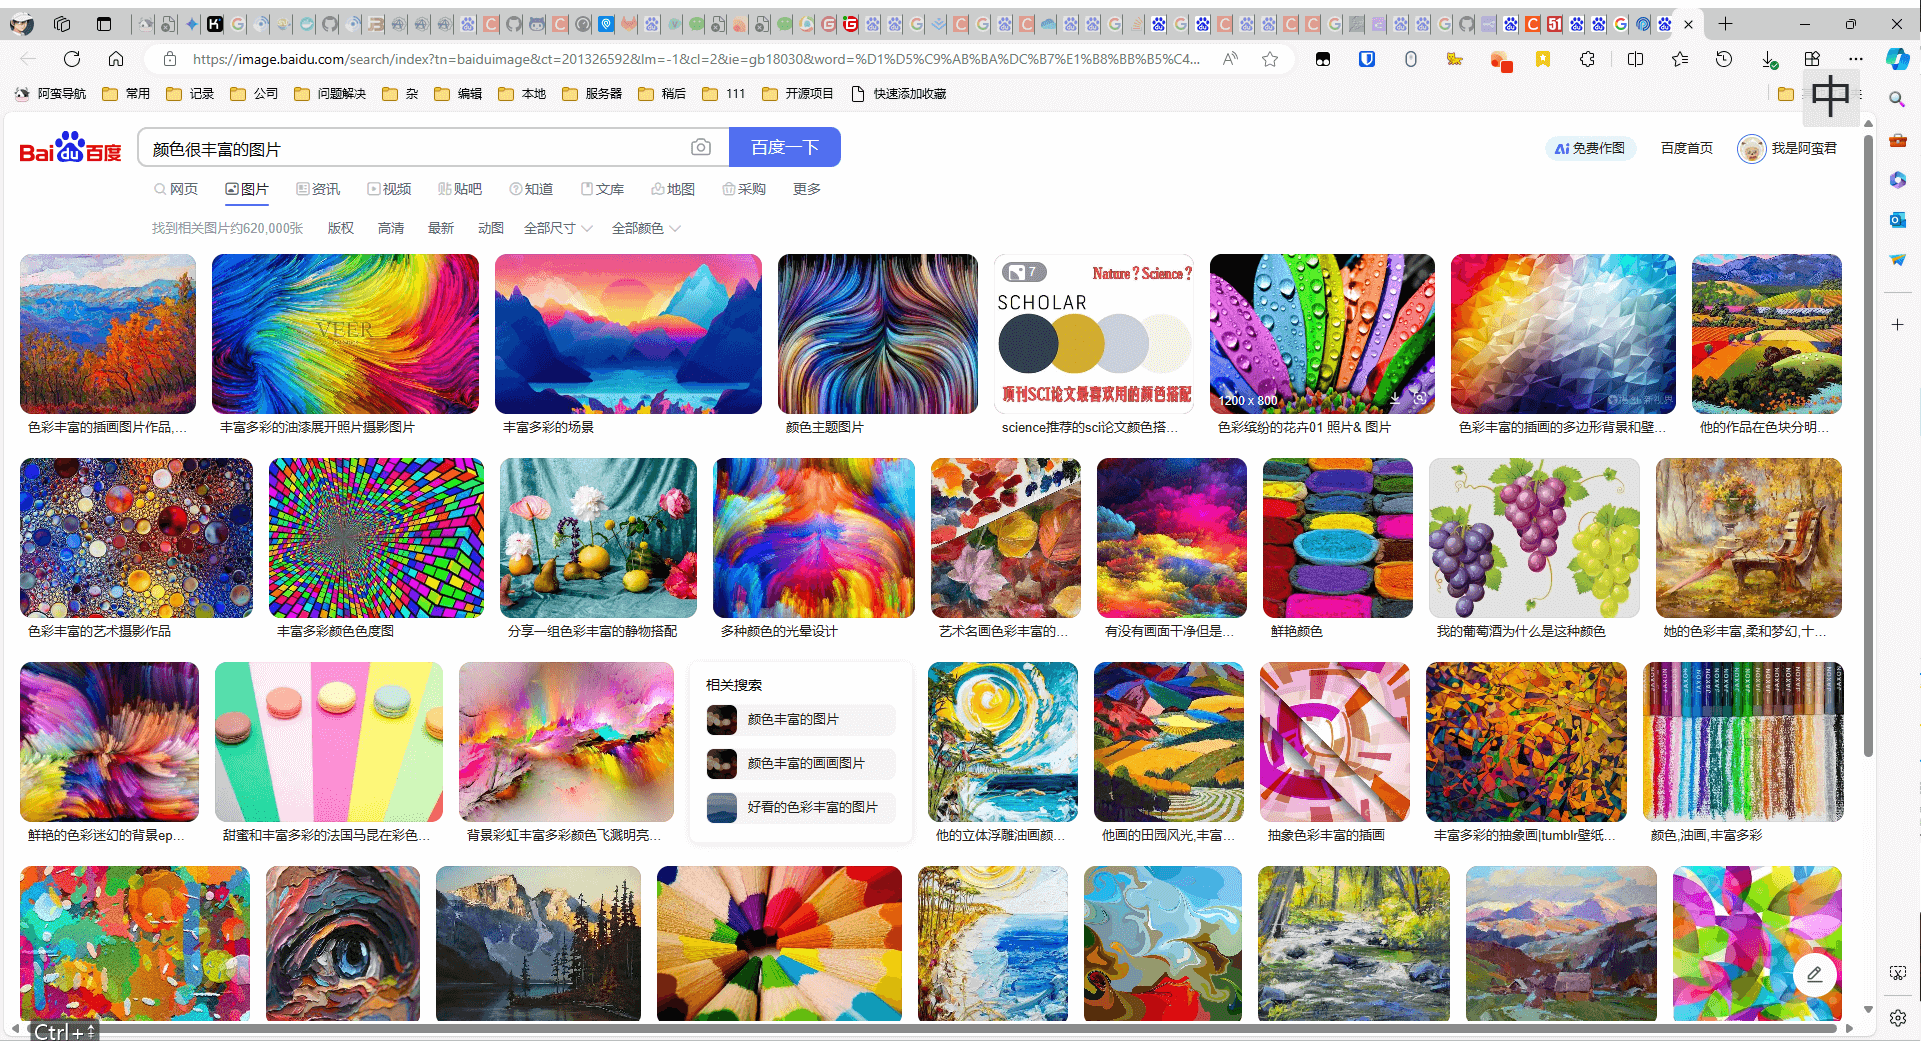 https://image.baidu.com/search/index?tn=baiduimage&ct=201326592&lm=-1&cl=2&ie=gb18030&word=%D1%D5%C9%AB%BA%DC%B7%E1%B8%BB%B5%C4...
阿蛮导航 常用 记录 公司 问题解决 杂 编辑 本地 服务器 稍后 111 开源项目 快速添加收藏
中
Bai du 百度 颜色很丰富的图片 百度一下 Ai 免费作图 百度首页 我是阿蛮君
网页 图片 资讯 视频 贴吧 知道 文库 地图 采购 更多
找到相关图片约620,000张 版权 高清 最新 动图 全部尺寸 全部颜色
VEER
7 Nature？Science？
SCHOLAR
顶刊SCI论文最喜欢用的颜色搭配
1200 x 800
色彩丰富的插画图片作品,... 丰富多彩的油漆展开照片摄影图片 丰富多彩的场景 颜色主题图片 science推荐的sci论文颜色搭... 色彩缤纷的花卉01 照片& 图片 色彩丰富的插画的多边形背景和壁... 他的作品在色块分明...
色彩丰富的艺术摄影作品 丰富多彩颜色色度图 分享一组色彩丰富的静物搭配 多种颜色的光晕设计 艺术名画色彩丰富的... 有没有画面干净但是... 鲜艳颜色 我的葡萄酒为什么是这种颜色 她的色彩丰富,柔和梦幻,十...
相关搜索
颜色丰富的图片
颜色丰富的画画图片
好看的色彩丰富的图片
鲜艳的色彩迷幻的背景ep... 甜蜜和丰富多彩的法国马昆在彩色... 背景彩虹丰富多彩颜色飞溅明亮... 他的立体浮雕油画颜... 他画的田园风光,丰富... 抽象色彩丰富的插画 丰富多彩的抽象画|tumblr壁纸... 颜色,油画,丰富多彩
Ctrl+